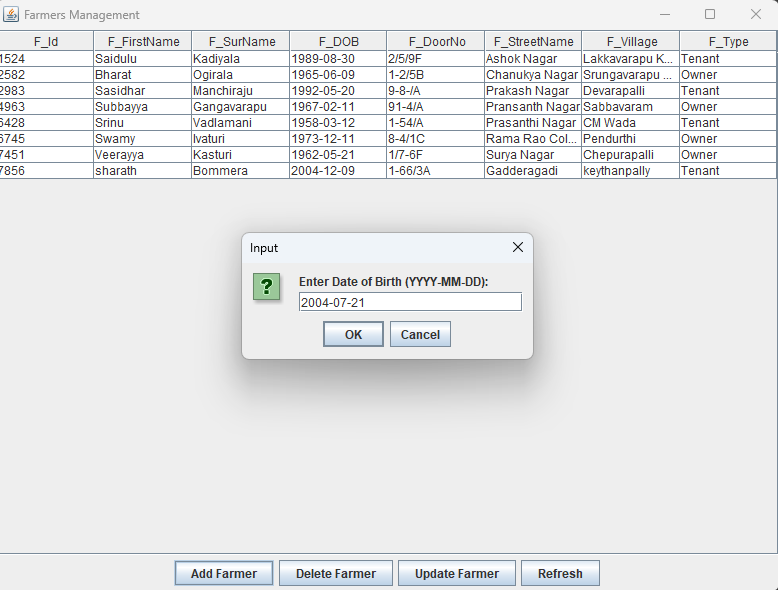 Farmers Management
F_Id F_FirstName F_SurName F_DOB F_DoorNo F_StreetName F_Village F_Type
1524 Saidulu Kadiyala 1989-08-30 2/5/9F Ashok Nagar Lakkavarapu K... Tenant
2582 Bharat Ogirala 1965-06-09 1-2/5B Chanukya Nagar Srungavarapu ... Owner
2983 Sasidhar Manchiraju 1992-05-20 9-8-/A Prakash Nagar Devarapalli Tenant
4963 Subbayya Gangavarapu 1967-02-11 91-4/A Pransanth Nagar Sabbavaram Owner
6428 Srinu Vadlamani 1958-03-12 1-54/A Prasanthi Nagar CM Wada Tenant
6745 Swamy Ivaturi 1973-12-11 8-4/1C Rama Rao Col... Pendurthi Owner
7451 Veerayya Kasturi 1962-05-21 1/7-6F Surya Nagar Chepurapalli Owner
7856 sharath Bommera 2004-12-09 1-66/3A Gadderagadi keythanpally Tenant
Input
?
Enter Date of Birth (YYYY-MM-DD):
2004-07-21
OK Cancel
Add Farmer Delete Farmer Update Farmer Refresh